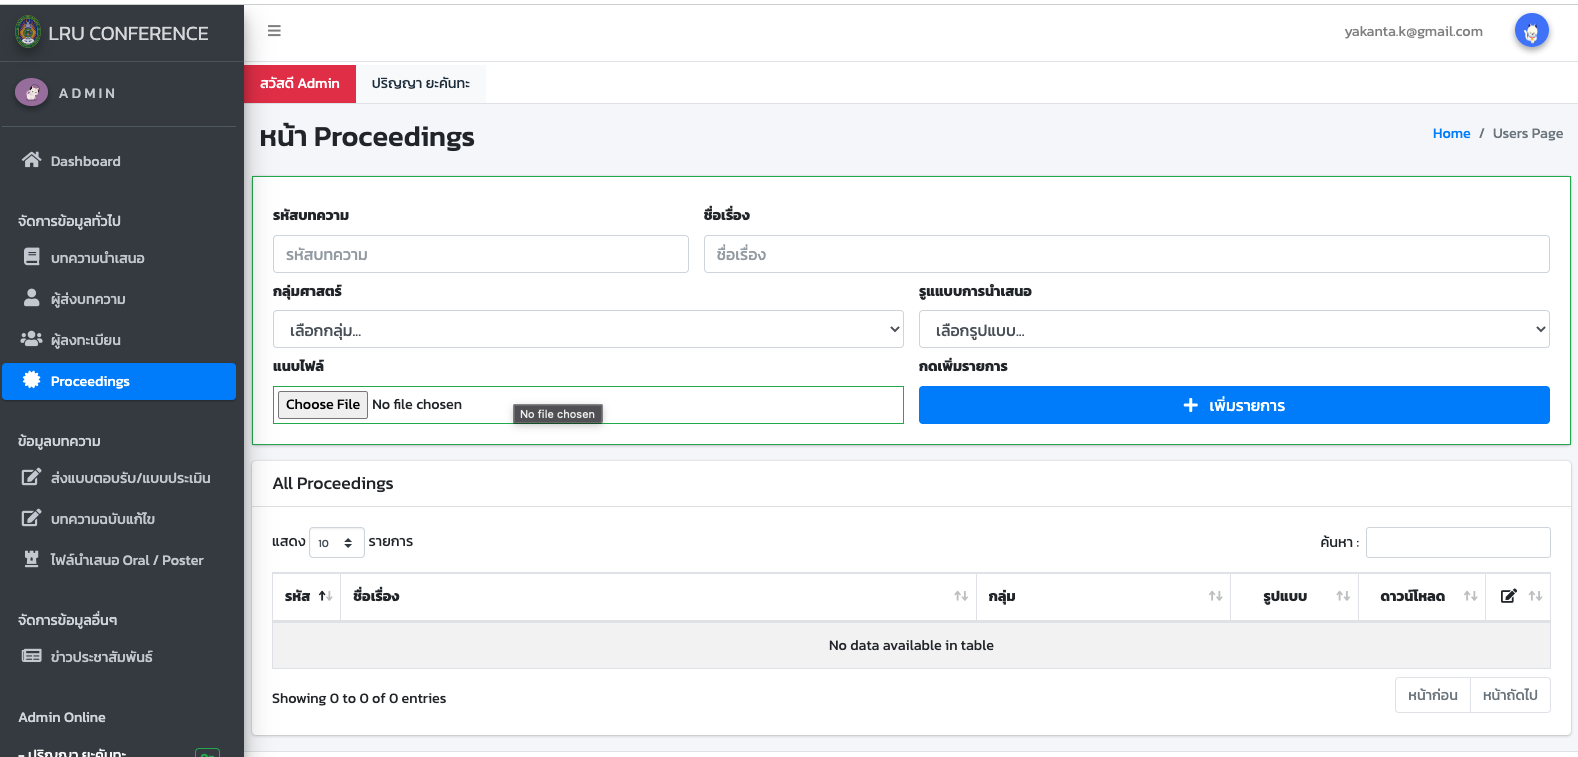 LRU CONFERENCE
yakanta.k@gmail.com
ADMIN
สวัสดี Admin
ปริญญา ยะคันทะ
หน้า Proceedings
Home / Users Page
Dashboard
จัดการข้อมูลทั่วไป
บทความนำเสนอ
ผู้ส่งบทความ
ผู้ลงทะเบียน
Proceedings
ข้อมูลบทความ
ส่งแบบตอบรับ/แบบประเมิน
บทความฉบับแก้ไข
ไฟล์นำเสนอ Oral / Poster
จัดการข้อมูลอื่นๆ
ข่าวประชาสัมพันธ์
Admin Online
- ปริญญา ยะคันทะ
On
รหัสบทความ
ชื่อเรื่อง
รหัสบทความ
ชื่อเรื่อง
กลุ่มศาสตร์
รูแแบบการนำเสนอ
เลือกกลุ่ม...
เลือกรูปแบบ...
แนบไฟล์
กดเพิ่มรายการ
Choose File No file chosen
No file chosen
เพิ่มรายการ
All Proceedings
แสดง 10 รายการ
ค้นหา :
รหัส ชื่อเรื่อง กลุ่ม รูปแบบ ดาวน์โหลด
No data available in table
Showing 0 to 0 of 0 entries
หน้าก่อน หน้าถัดไป